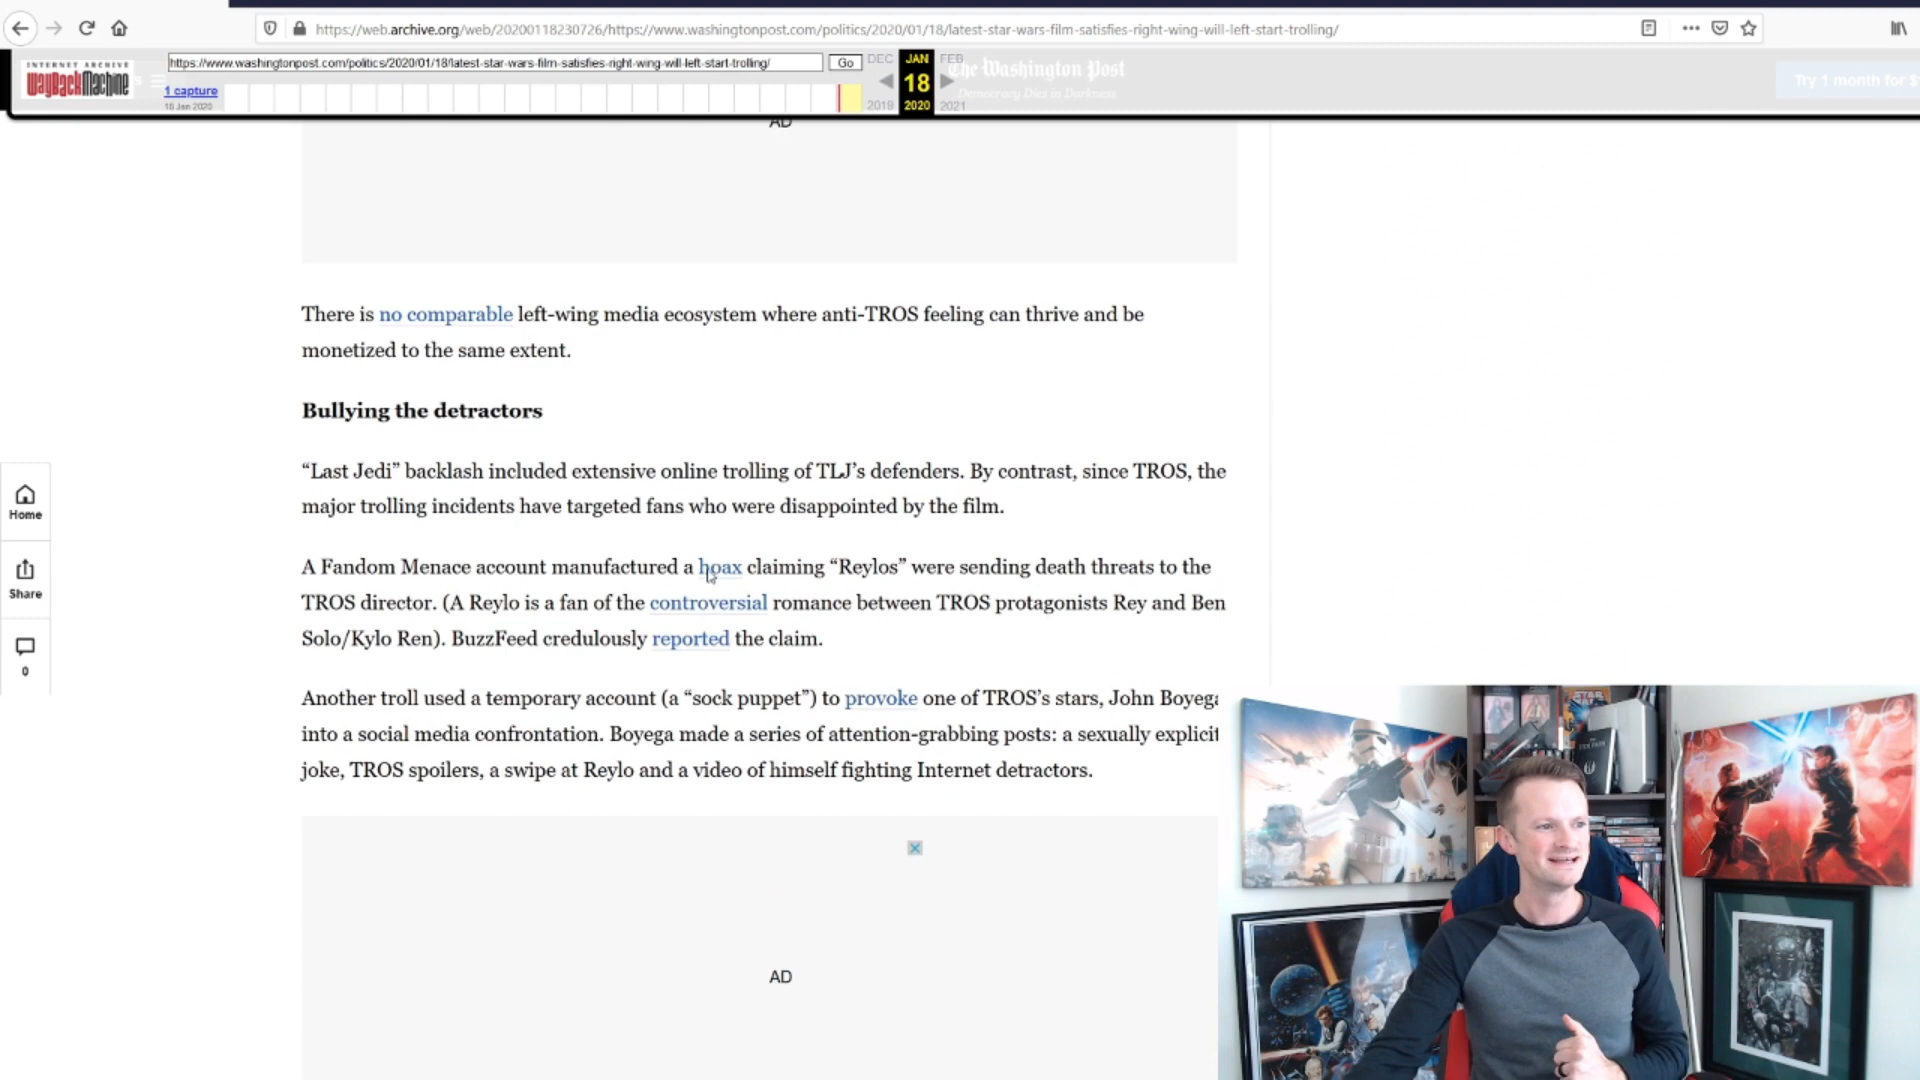 https://web.archive.org/web/20200118230726/https://www.washingtonpost.com/politics/2020/01/18/latest-star-wars-film-satisfies-right-wing-will-left-start-trolling/
INTERNET ARCHIVE
WayBackMachine
https://www.washingtonpost.com/politics/2020/01/18/latest-star-wars-film-satisfies-right-wing-will-left-start-trolling/
Go
DEC JAN FEB
18
2019 2020 2021
1 capture
18 Jan 2020
The Washington Post
Democracy Dies in Darkness
Try 1 month for $
AD
There is no comparable left-wing media ecosystem where anti-TROS feeling can thrive and be
monetized to the same extent.
Bullying the detractors
“Last Jedi” backlash included extensive online trolling of TLJ’s defenders. By contrast, since TROS, the
major trolling incidents have targeted fans who were disappointed by the film.
A Fandom Menace account manufactured a hoax claiming “Reylos” were sending death threats to the
TROS director. (A Reylo is a fan of the controversial romance between TROS protagonists Rey and Ben
Solo/Kylo Ren). BuzzFeed credulously reported the claim.
Another troll used a temporary account (a “sock puppet”) to provoke one of TROS’s stars, John Boyega
into a social media confrontation. Boyega made a series of attention-grabbing posts: a sexually explicit
joke, TROS spoilers, a swipe at Reylo and a video of himself fighting Internet detractors.
Home
Share
0
AD
STAR WARS